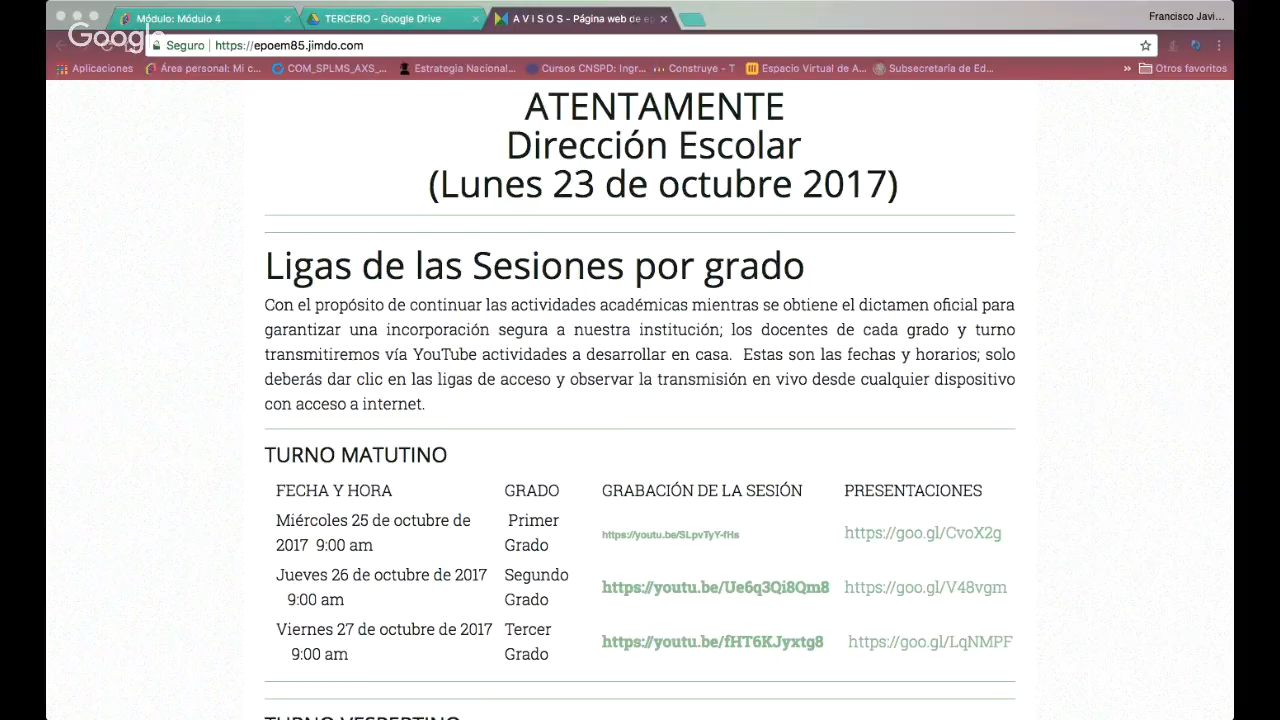 Módulo: Módulo 4
TERCERO - Google Drive
A V I S O S - Página web de ep
Francisco Javi...
Google
Seguro
https://epoem85.jimdo.com
Aplicaciones
Área personal: Mi c...
COM_SPLMS_AXS_...
Estrategia Nacional...
Cursos CNSPD: Ingr...
Construye - T
Espacio Virtual de A...
Subsecretaría de Ed...
»
Otros favoritos
ATENTAMENTE
Dirección Escolar
(Lunes 23 de octubre 2017)
Ligas de las Sesiones por grado
Con el propósito de continuar las actividades académicas mientras se obtiene el dictamen oficial para
garantizar una incorporación segura a nuestra institución; los docentes de cada grado y turno
transmitiremos vía YouTube actividades a desarrollar en casa. Estas son las fechas y horarios; solo
deberás dar clic en las ligas de acceso y observar la transmisión en vivo desde cualquier dispositivo
con acceso a internet.
TURNO MATUTINO
FECHA Y HORA GRADO GRABACIÓN DE LA SESIÓN PRESENTACIONES
Miércoles 25 de octubre de Primer
https://youtu.be/SLpvTyY-fHs https://goo.gl/CvoX2g
2017 9:00 am Grado
Jueves 26 de octubre de 2017 Segundo
https://youtu.be/Ue6q3Qi8Qm8 https://goo.gl/V48vgm
9:00 am Grado
Viernes 27 de octubre de 2017 Tercer
https://youtu.be/fHT6KJyxtg8 https://goo.gl/LqNMPF
9:00 am Grado
TURNO VESPERTINO